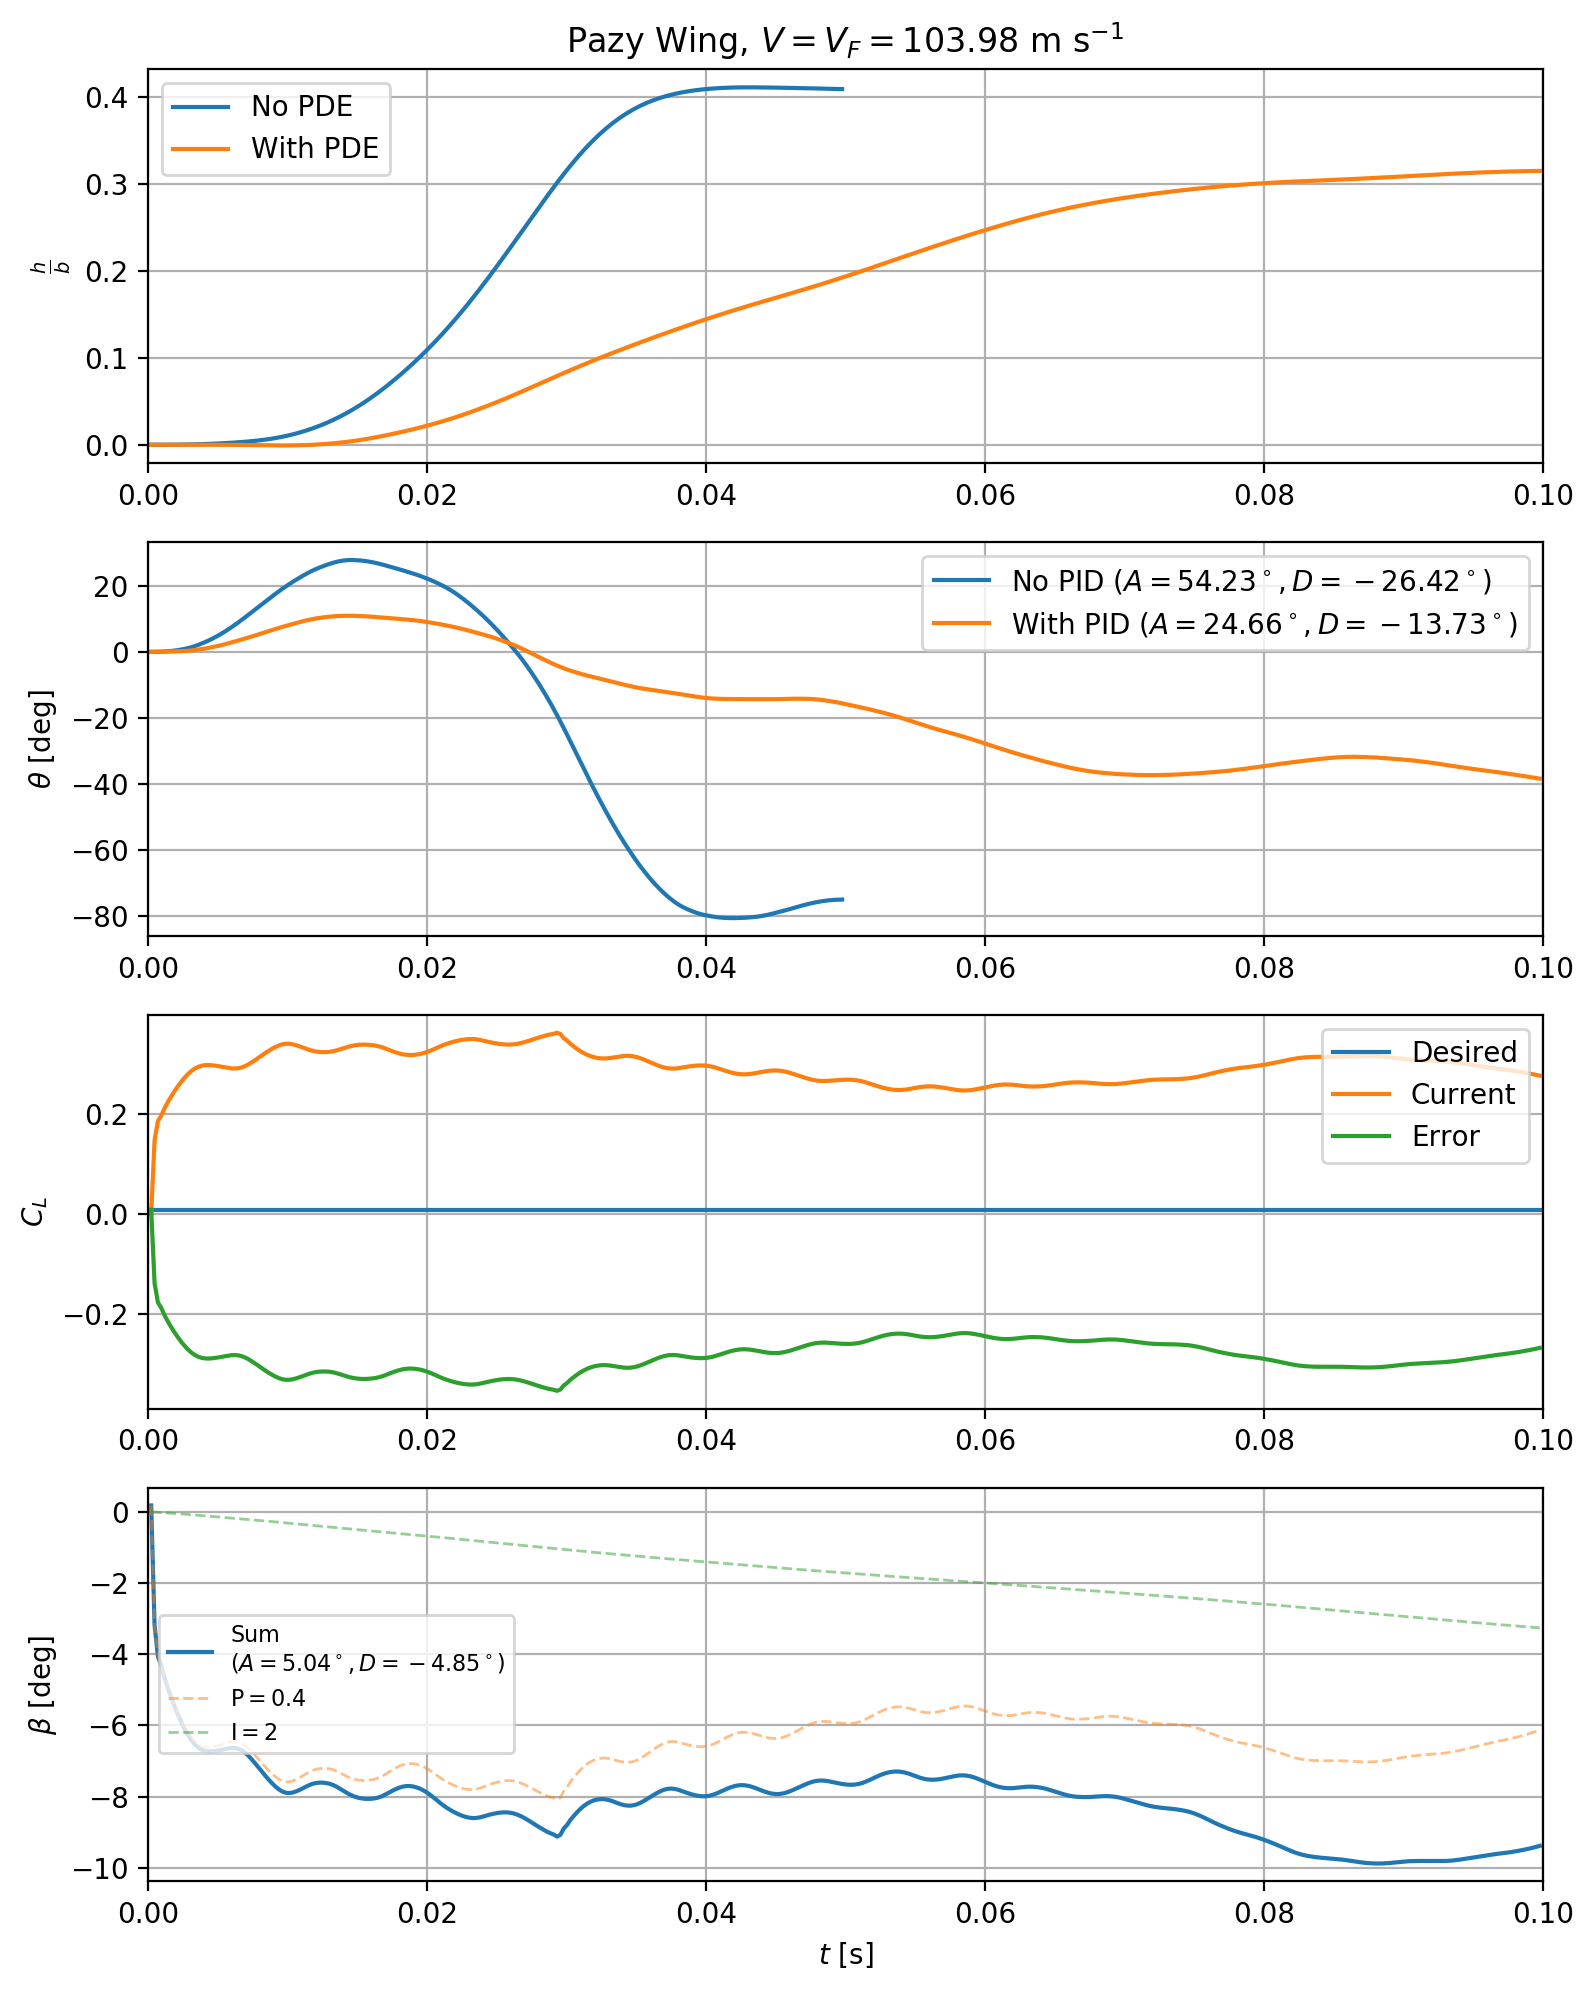 Pazy Wing, V = V_F = 103.98 m s⁻¹
h/b
0.4
0.3
0.2
0.1
0.0
No PDE
With PDE
0.00 0.02 0.04 0.06 0.08 0.10
θ [deg]
20
0
−20
−40
−60
−80
No PID (A = 54.23°, D = −26.42°)
With PID (A = 24.66°, D = −13.73°)
0.00 0.02 0.04 0.06 0.08 0.10
C_L
0.2
0.0
−0.2
Desired
Current
Error
0.00 0.02 0.04 0.06 0.08 0.10
β [deg]
0
−2
−4
−6
−8
−10
Sum
(A = 5.04°, D = −4.85°)
P = 0.4
I = 2
0.00 0.02 0.04 0.06 0.08 0.10
t [s]